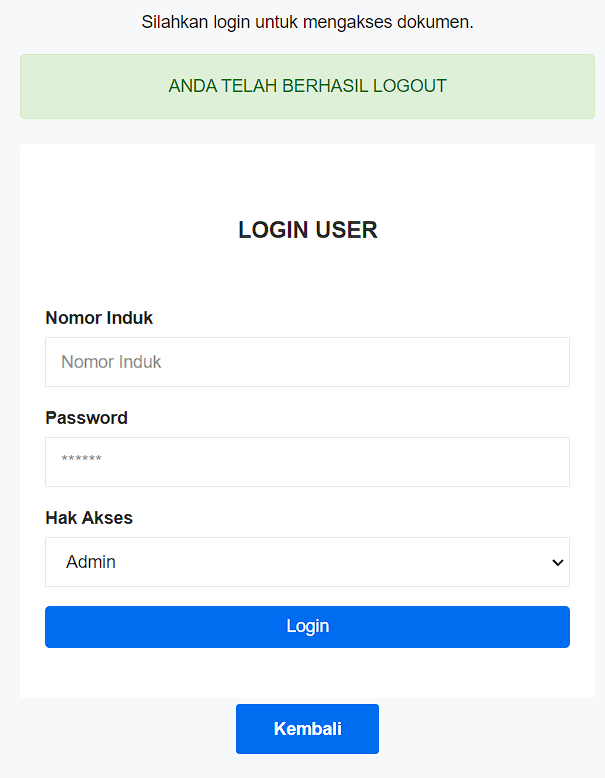 Silahkan login untuk mengakses dokumen.
ANDA TELAH BERHASIL LOGOUT
LOGIN USER
Nomor Induk
Nomor Induk
Password
******
Hak Akses
Admin
Login
Kembali